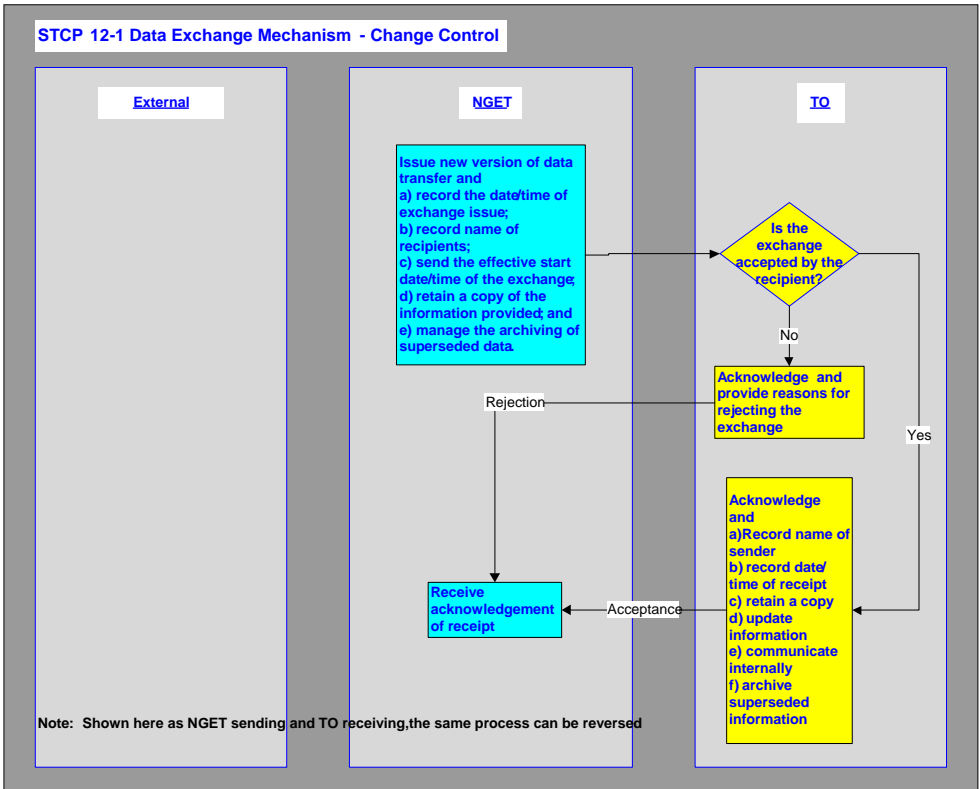 STCP 12-1 Data Exchange Mechanism - Change Control
External
NGET
TO
Issue new version of data
transfer and
a) record the date/time of
exchange issue;
b) record name of
recipients;
c) send the effective start
date/time of the exchange;
d) retain a copy of the
information provided; and
e) manage the archiving of
superseded data.
Is the
exchange
accepted by the
recipient?
No
Acknowledge and
provide reasons for
rejecting the
exchange
Rejection
Yes
Acknowledge
and
a)Record name of
sender
b) record date/
time of receipt
c) retain a copy
d) update
information
e) communicate
internally
f) archive
superseded
information
Acceptance
Receive
acknowledgement
of receipt
Note: Shown here as NGET sending and TO receiving,the same process can be reversed